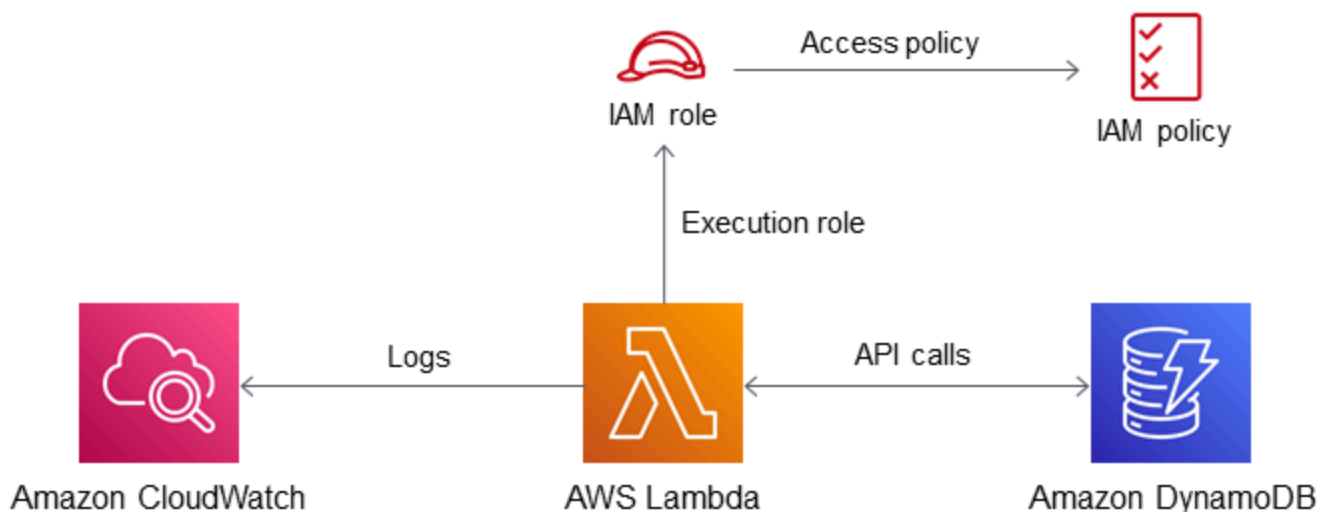 Access policy
IAM role
IAM policy
Execution role
Logs
API calls
Amazon CloudWatch
AWS Lambda
Amazon DynamoDB